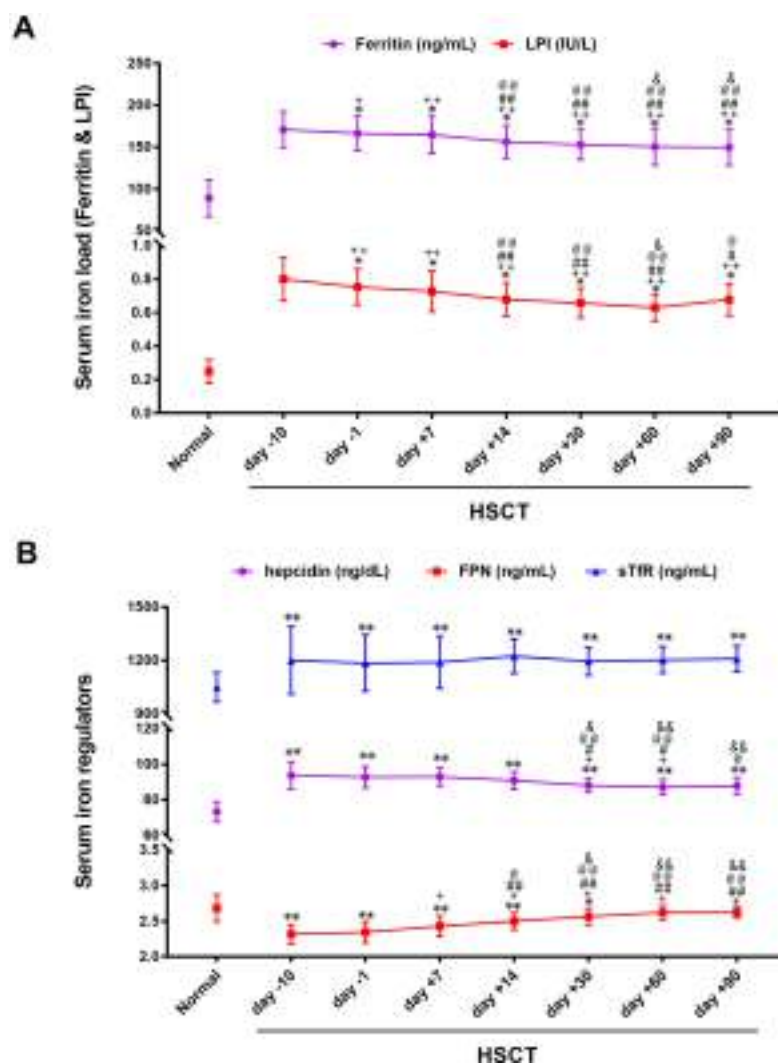 A
Ferritin (ng/mL) LPI (IU/L)
Serum iron load (Ferritin & LPI)
250
200
150
100
50
1.0
0.8
0.6
0.4
0.2
0.0
Normal
day -10
day -1
day +7
day +14
day +30
day +60
day +90
HSCT
B
hepcidin (ng/dL) FPN (ng/mL) sTfR (ng/mL)
Serum iron regulators
1500
1200
900
120
100
80
60
3.5
3.0
2.5
2.0
Normal
day -10
day -1
day +7
day +14
day +30
day +60
day +90
HSCT